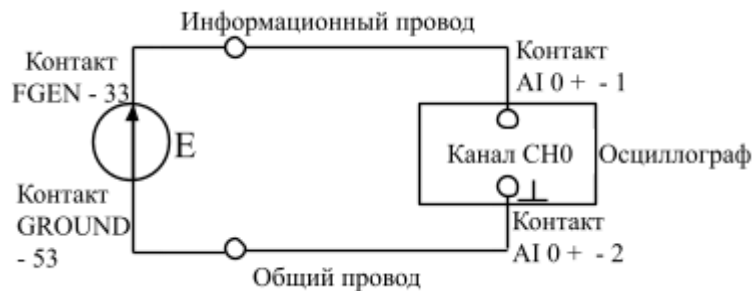 Информационный провод
Контакт
FGEN - 33
Контакт
AI 0 + - 1
E
Канал CH0
Осциллограф
Контакт
GROUND
- 53
Контакт
AI 0 + - 2
Общий провод